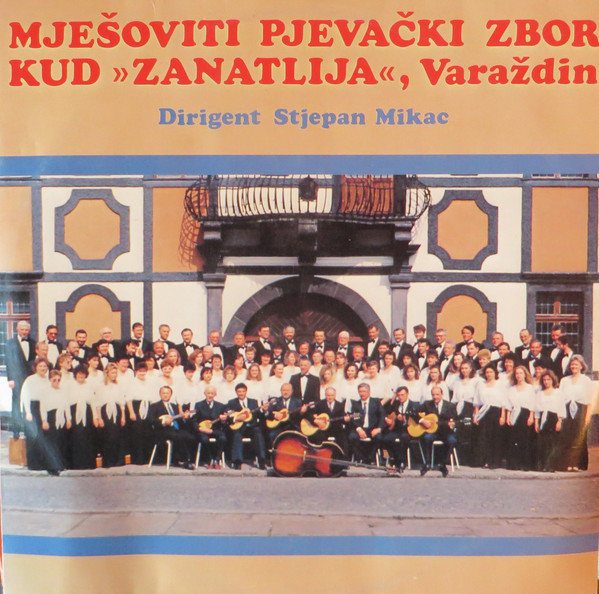 MJEŠOVITI PJEVAČKI ZBOR
KUD »ZANATLIJA«, Varaždin
Dirigent Stjepan Mikac